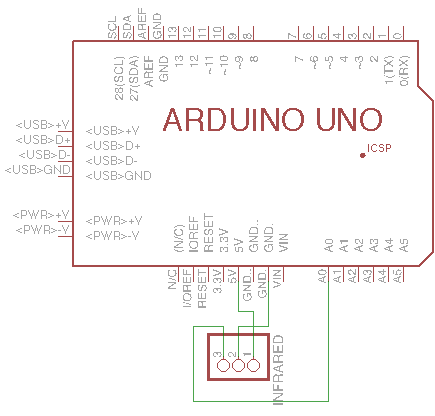 SCL
SDA
AREF
GND
13
12
11
10
9
8
7
6
5
4
3
2
1
0
28(SCL)
27(SDA)
AREF
GND
13
12
~11
~10
~9
8
7
~6
~5
4
~3
2
1(TX)
0(RX)
ARDUINO UNO
ICSP
<USB>+V
<USB>D+
<USB>D-
<USB>GND
<USB>+V
<USB>D+
<USB>D-
<USB>GND
<PWR>+V
<PWR>-V
<PWR>+V
<PWR>-V
(N/C)
IOREF
RESET
3.3V
5V
GND..
GND.
VIN
A0
A1
A2
A3
A4
A5
N/C
I/OREF
RESET
3.3V
5V
GND..
GND.
VIN
A0
A1
A2
A3
A4
A5
3
2
1
INFRARED